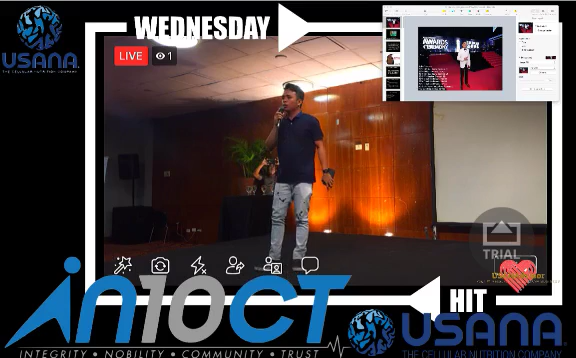 WEDNESDAY
USANA
THE CELLULAR NUTRITION COMPANY
LIVE 1
AWARDS
CEREMONY
TRIAL
HIT
in10CT
INTEGRITY • NOBILITY • COMMUNITY • TRUST
USANA
THE CELLULAR NUTRITION COMPANY